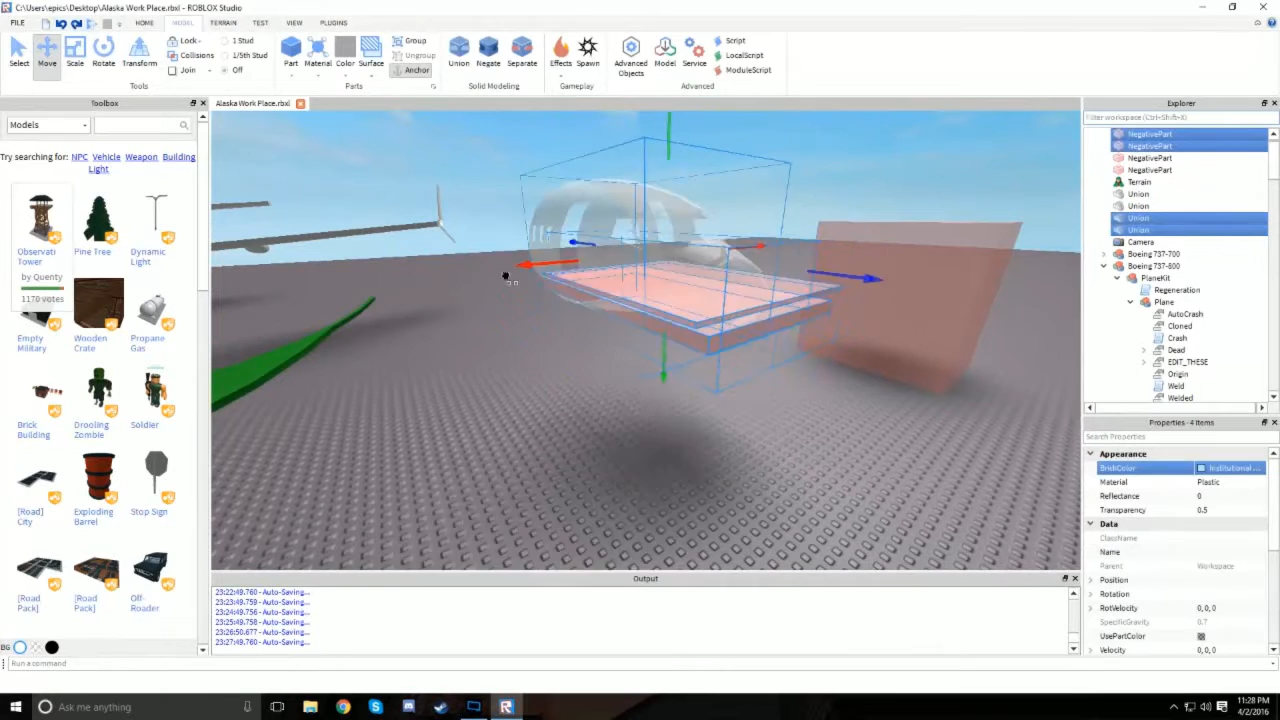 C:\Users\epics\Desktop\Alaska Work Place.rbxl - ROBLOX Studio
FILE HOME MODEL TERRAIN TEST VIEW PLUGINS
Select Move Scale Rotate Transform
Lock
Collisions
Join
1 Stud
1/5th Stud
Off
Tools
Part Material Color Surface
Group
Ungroup
Anchor
Parts
Union Negate Separate
Solid Modeling
Effects Spawn
Gameplay
Advanced Objects Model Service
Script
LocalScript
ModuleScript
Advanced
Toolbox
Models
Try searching for: NPC Vehicle Weapon Building
Light
Observati Tower
by Quenty
1170 votes
Pine Tree
Dynamic Light
Empty Military
Wooden Crate
Propane Gas
Brick Building
Drooling Zombie
Soldier
[Road] City
Exploding Barrel
Stop Sign
[Road Pack]
[Road Pack]
Off-Roader
BG
Alaska Work Place.rbxl
Output
23:22:49.760 - Auto-Saving...
23:23:49.759 - Auto-Saving...
23:24:49.756 - Auto-Saving...
23:25:49.758 - Auto-Saving...
23:26:50.677 - Auto-Saving...
23:27:49.760 - Auto-Saving...
Explorer
Filter workspace (Ctrl+Shift+X)
NegativePart
NegativePart
NegativePart
NegativePart
Terrain
Union
Union
Union
Union
Camera
Boeing 737-700
Boeing 737-800
PlaneKit
Regeneration
Plane
AutoCrash
Cloned
Crash
Dead
EDIT_THESE
Origin
Weld
Welded
Properties - 4 items
Search Properties
Appearance
BrickColor Institutional ...
Material Plastic
Reflectance 0
Transparency 0.5
Data
ClassName
Name
Parent Workspace
Position
Rotation
RotVelocity 0, 0, 0
SpecificGravity 0.7
UsePartColor
Velocity 0, 0, 0
Run a command
Ask me anything
11:28 PM
4/2/2016